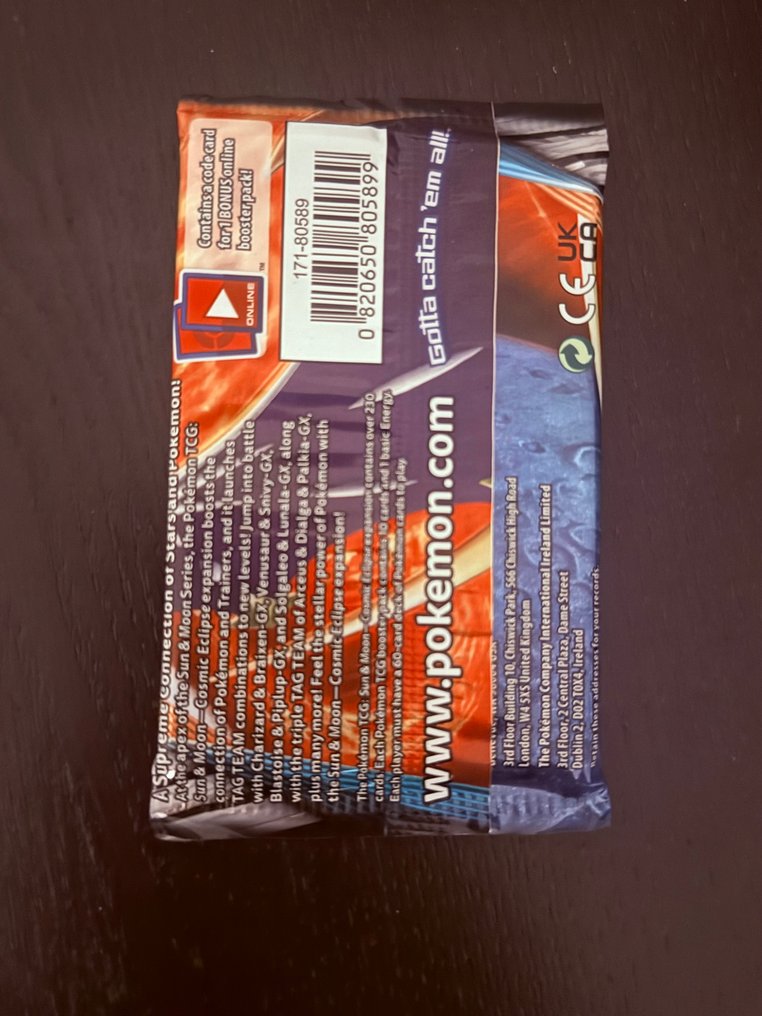 A Supreme Connection of Stars and Pokémon!
At the apex of the Sun & Moon Series, the Pokémon TCG:
Sun & Moon—Cosmic Eclipse expansion boosts the
connection of Pokémon and Trainers, and it launches
TAG TEAM combinations to new levels! Jump into battle
with Charizard & Braixen-GX, Venusaur & Snivy-GX,
Blastoise & Piplup-GX, and Solgaleo & Lunala-GX, along
with the triple TAG TEAM of Arceus & Dialga & Palkia-GX,
plus many more! Feel the stellar power of Pokémon with
the Sun & Moon—Cosmic Eclipse expansion!
The Pokémon TCG: Sun & Moon—Cosmic Eclipse expansion contains over 230
cards. Each Pokémon TCG booster pack contains 10 cards and 1 basic Energy.
Each player must have a 60-card deck of Pokémon cards to play.
Contains a code card
for 1 BONUS online
booster pack!
ONLINE
TM
171-80589
0 820650 805899
www.pokemon.com
Gotta catch 'em all!
3rd Floor Building 10, Chiswick Park, 566 Chiswick High Road
London, W4 5XS United Kingdom
The Pokémon Company International Ireland Limited
3rd Floor, 2 Central Plaza, Dame Street
Dublin 2, D02 T0X4, Ireland
Retain these addresses for your records.
CE
UK
CA